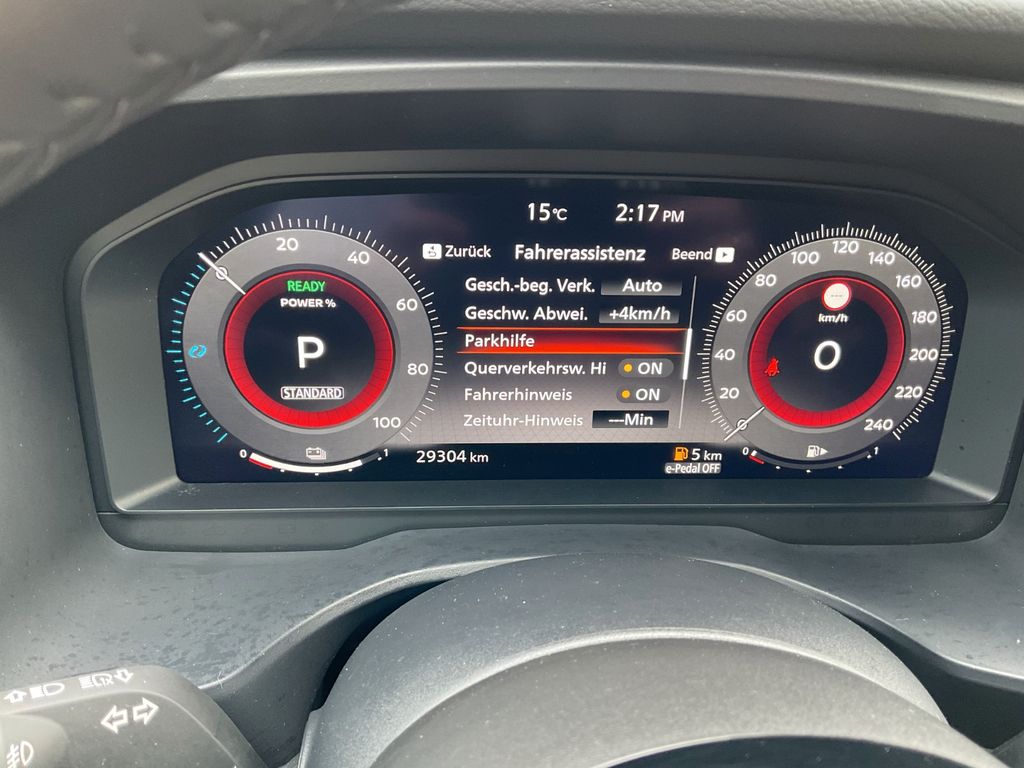 15°C 2:17 PM
Zurück Fahrerassistenz Beend
Gesch.-beg. Verk. Auto
Geschw. Abwei. +4km/h
Parkhilfe
Querverkehrsw. Hi ON
Fahrerhinweis ON
Zeituhr-Hinweis ---Min
29304 km
5 km
e-Pedal OFF
0 20 40 60 80 100
READY
POWER %
P
STANDARD
0 1
20 40 60 80 100 120 140 160 180 200 220 240
---
km/h
0
0 1